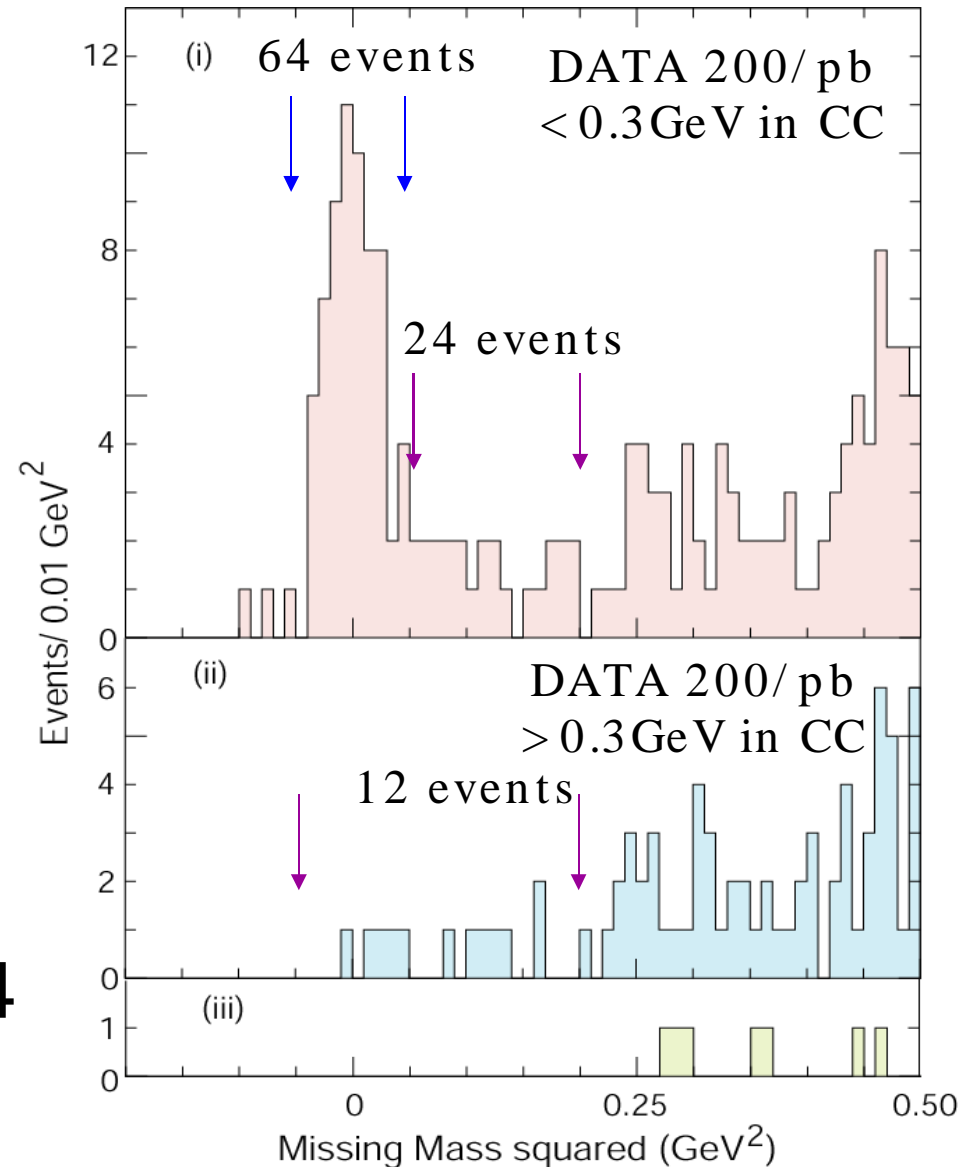 12
(i)
64 events
DATA 200/pb
<0.3GeV in CC
8
24 events
4
0
Events/ 0.01 GeV²
(ii)
DATA 200/pb
>0.3GeV in CC
6
12 events
4
2
0
4
(iii)
1
0
0
0.25
0.50
Missing Mass squared (GeV²)